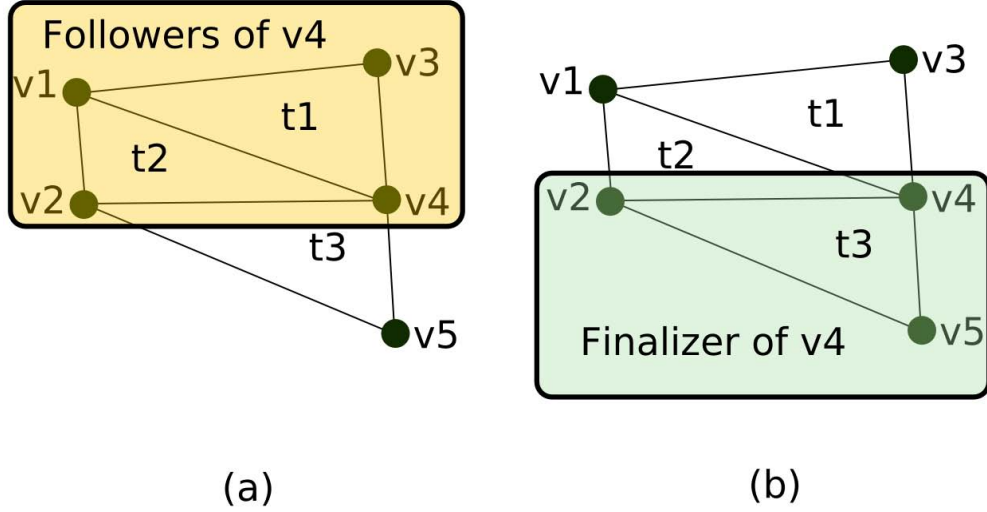 Followers of v4
v1
v3
t1
t2
v2
v4
t3
v5
(a)
v1
v3
t1
t2
v2
v4
t3
v5
Finalizer of v4
(b)